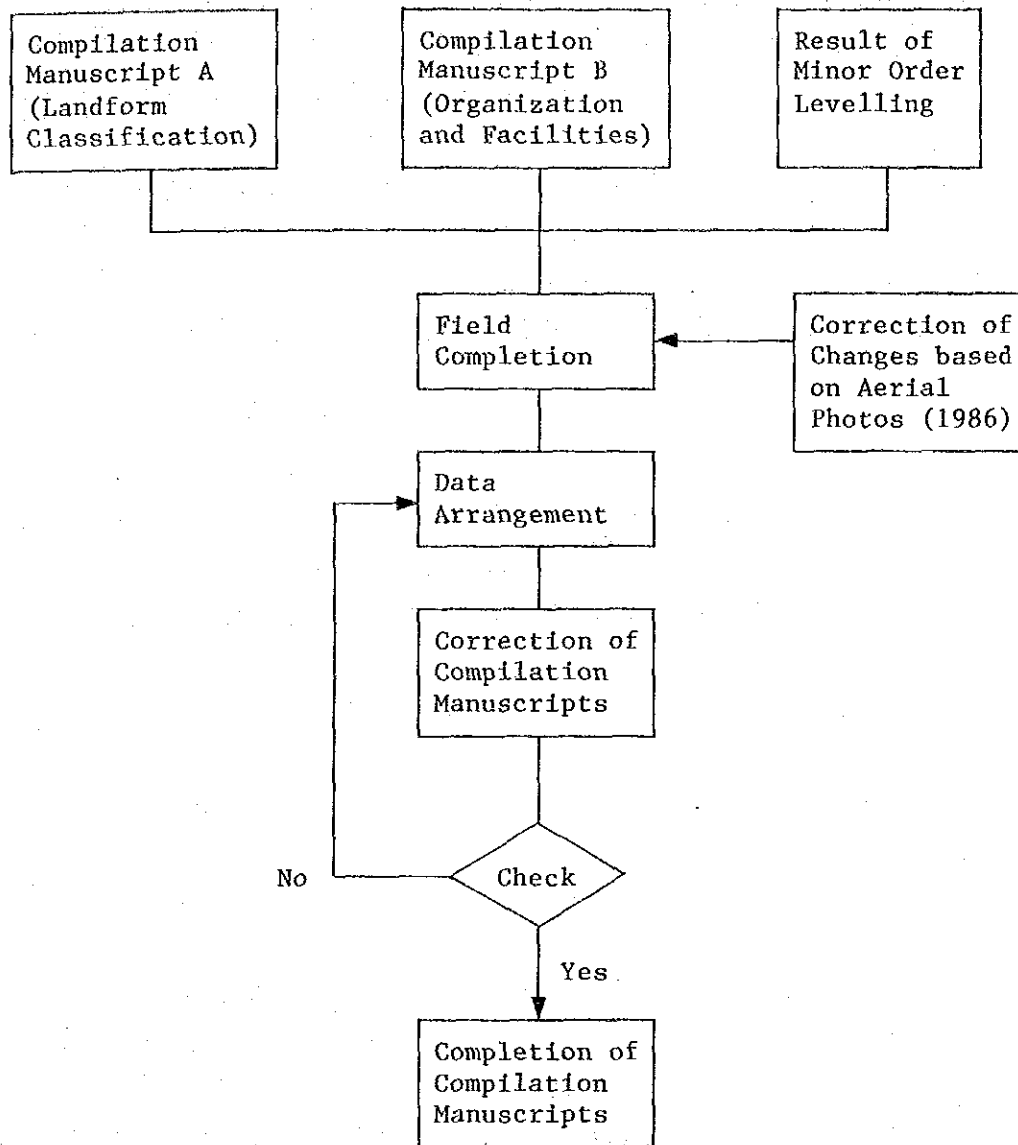 Compilation
Manuscript A
(Landform
Classification)
Compilation
Manuscript B
(Organization
and Facilities)
Result of
Minor Order
Levelling
Field
Completion
Correction of
Changes based
on Aerial
Photos (1986)
Data
Arrangement
Correction of
Compilation
Manuscripts
No
Check
Yes
Completion of
Compilation
Manuscripts